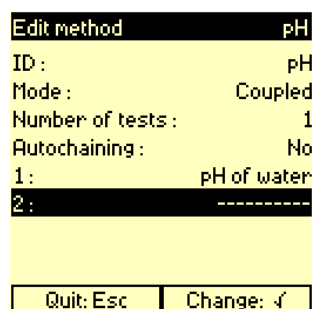 Edit method pH
ID : pH
Mode : Coupled
Number of tests : 1
Autochaining : No
1 : pH of water
2 : ----------
Quit: Esc Change: √